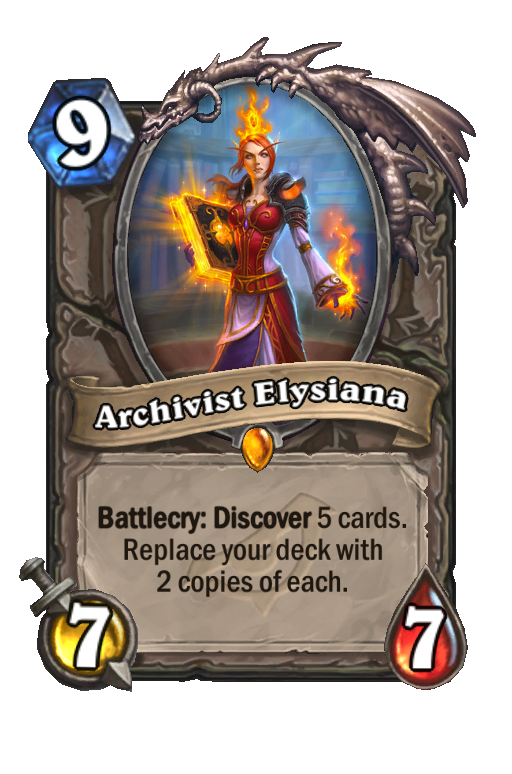 9
Archivist Elysiana
Battlecry: Discover 5 cards.
Replace your deck with
2 copies of each.
7
7